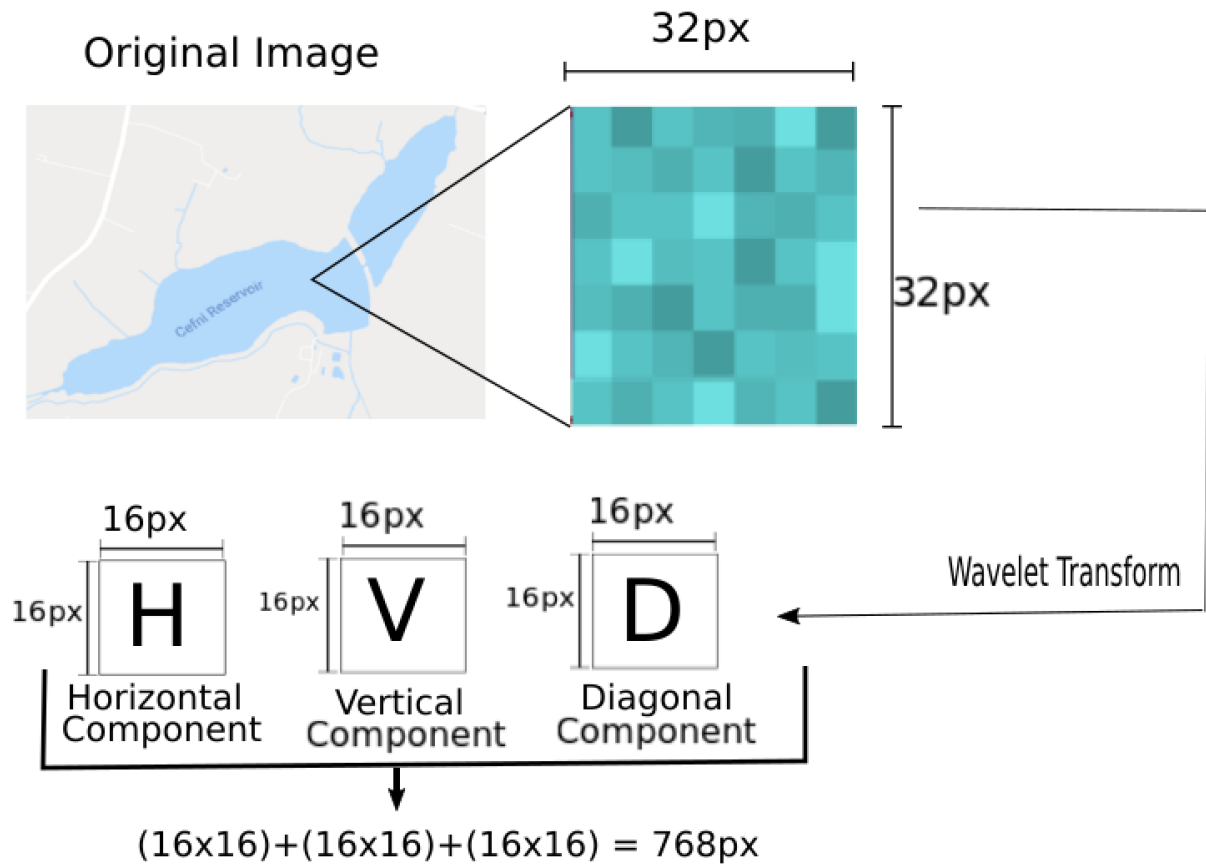 Original Image
32px
Cefni Reservoir
32px
Wavelet Transform
16px
16px
16px
16px
16px
16px
H
V
D
Horizontal
Component
Vertical
Component
Diagonal
Component
(16x16)+(16x16)+(16x16) = 768px